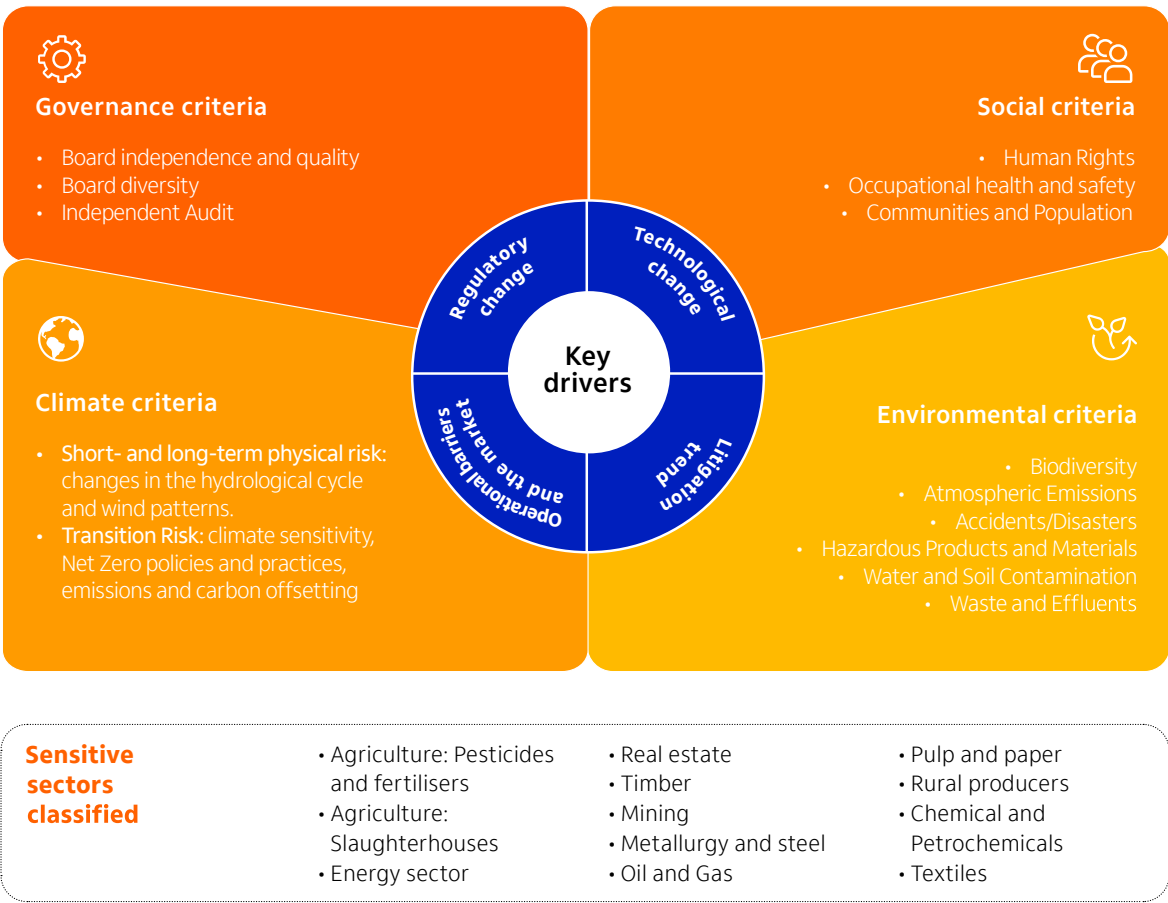 Governance criteria
• Board independence and quality
• Board diversity
• Independent Audit
Social criteria
• Human Rights
• Occupational health and safety
• Communities and Population
Regulatory
change
Technological
change
Key
drivers
Operational barriers
and the market
Litigation
trend
Climate criteria
• Short- and long-term physical risk:
changes in the hydrological cycle
and wind patterns.
• Transition Risk: climate sensitivity,
Net Zero policies and practices,
emissions and carbon offsetting
Environmental criteria
• Biodiversity
• Atmospheric Emissions
• Accidents/Disasters
• Hazardous Products and Materials
• Water and Soil Contamination
• Waste and Effluents
Sensitive
sectors
classified
• Agriculture: Pesticides
and fertilisers
• Agriculture:
Slaughterhouses
• Energy sector
• Real estate
• Timber
• Mining
• Metallurgy and steel
• Oil and Gas
• Pulp and paper
• Rural producers
• Chemical and
Petrochemicals
• Textiles